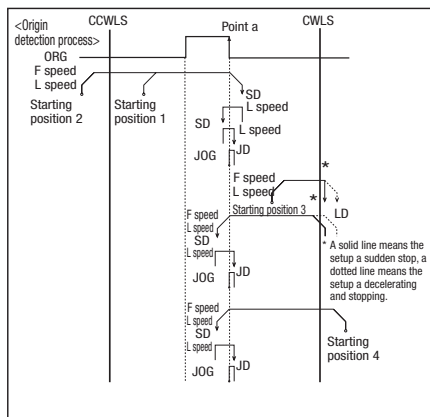 <Origin
detection process>
CCWLS
Point a
CWLS
ORG
F speed
L speed
Starting
position 2
Starting
position 1
SD
L speed
SD
L speed
JOG
JD
F speed
L speed
*
*
LD
Starting position 3
F speed
L speed
SD
L speed
JOG
JD
* A solid line means the
setup a sudden stop, a
dotted line means the
setup a decelerating
and stopping.
F speed
L speed
SD
L speed
JOG
JD
Starting
position 4